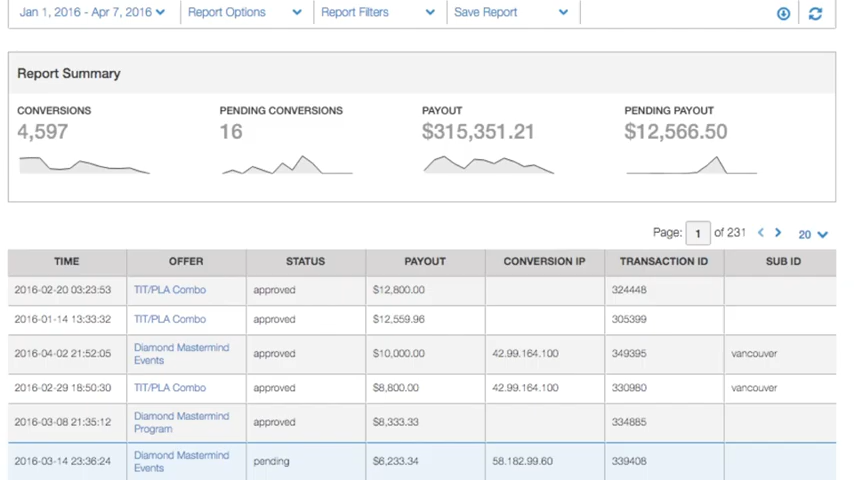 Jan 1, 2016 - Apr 7, 2016 Report Options Report Filters Save Report
Report Summary
CONVERSIONS PENDING CONVERSIONS PAYOUT PENDING PAYOUT
4,597 16 $315,351.21 $12,566.50
Page: 1 of 231 20
TIME OFFER STATUS PAYOUT CONVERSION IP TRANSACTION ID SUB ID
2016-02-20 03:23:53 TIT/PLA Combo approved $12,800.00 324448
2016-01-14 13:33:32 TIT/PLA Combo approved $12,559.96 305399
2016-04-02 21:52:05 Diamond Mastermind Events approved $10,000.00 42.99.164.100 349395 vancouver
2016-02-29 18:50:30 TIT/PLA Combo approved $8,800.00 42.99.164.100 330980 vancouver
2016-03-08 21:35:12 Diamond Mastermind Program approved $8,333.33 334885
2016-03-14 23:36:24 Diamond Mastermind Events pending $6,233.34 58.182.99.60 339408